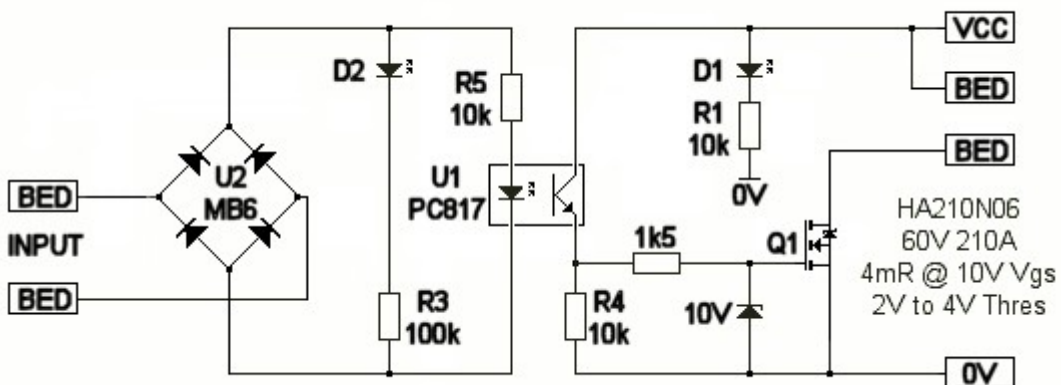 VCC
D2
D1
R5
10k
BED
R1
10k
BED
U2
MB6
U1
PC817
BED
0V
HA210N06
60V 210A
4mR @ 10V Vgs
2V to 4V Thres
INPUT
1k5
Q1
BED
R3
100k
R4
10k
10V
0V